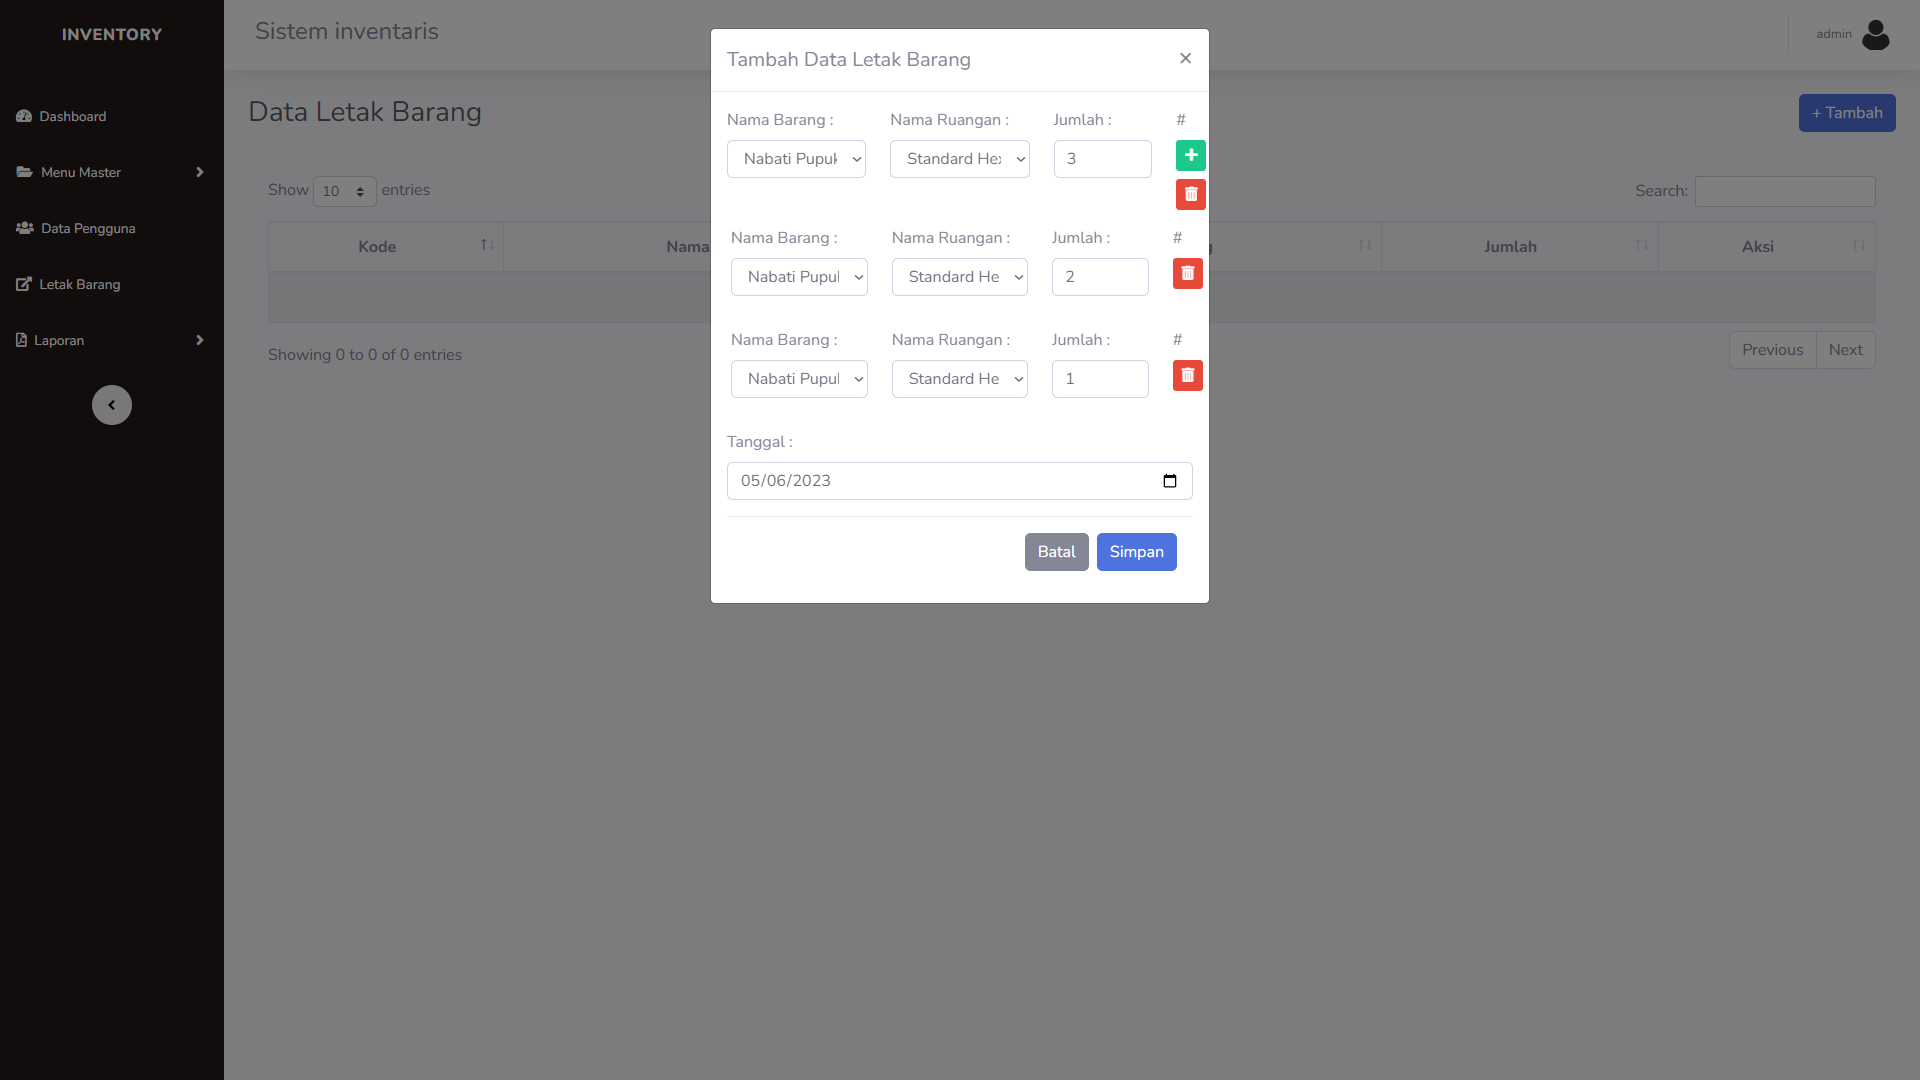 INVENTORY
Sistem inventaris
admin
Dashboard
Menu Master
Data Pengguna
Letak Barang
Laporan
Data Letak Barang
+ Tambah
Show 10 entries
Search:
Kode
Nama
Jumlah
Aksi
Showing 0 to 0 of 0 entries
Previous
Next
Tambah Data Letak Barang
×
Nama Barang : Nama Ruangan : Jumlah : #
Nabati Pupuk Standard He 3
Nama Barang : Nama Ruangan : Jumlah : #
Nabati Pupu Standard He 2
Nama Barang : Nama Ruangan : Jumlah : #
Nabati Pupu Standard He 1
Tanggal :
05/06/2023
Batal
Simpan